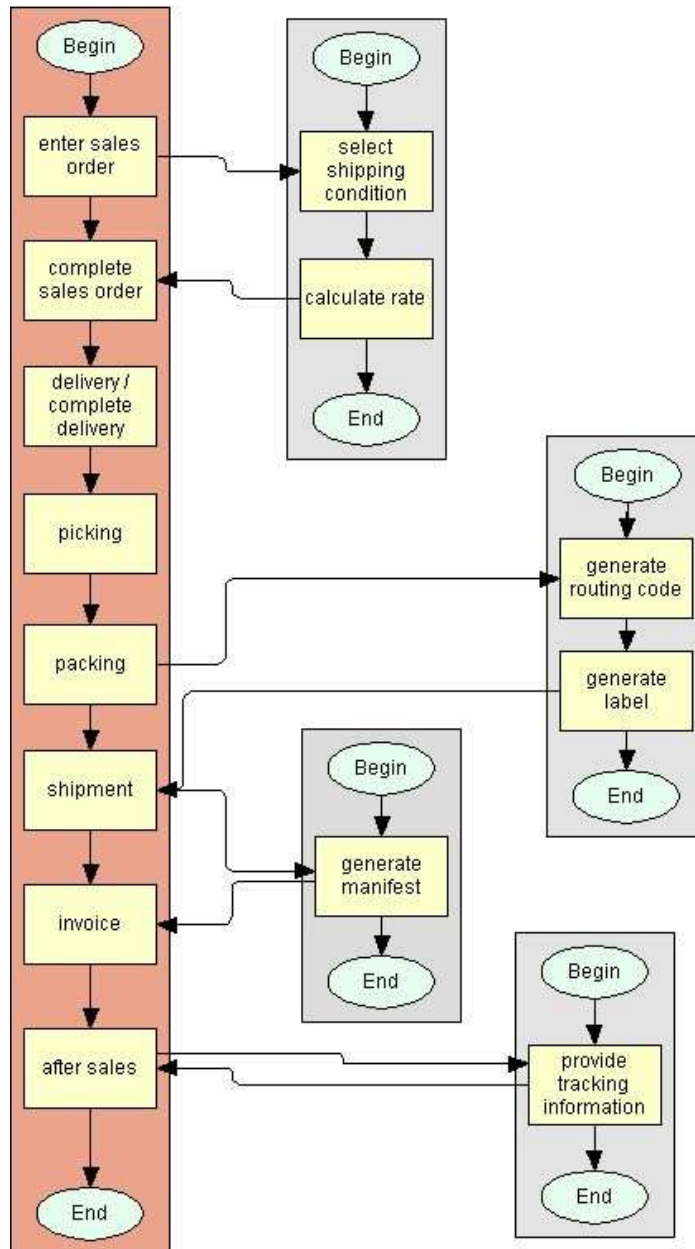 Begin
enter sales
order
complete
sales order
delivery /
complete
delivery
picking
packing
shipment
invoice
after sales
End
Begin
select
shipping
condition
calculate rate
End
Begin
generate
routing code
generate
label
End
Begin
generate
manifest
End
Begin
provide
tracking
information
End